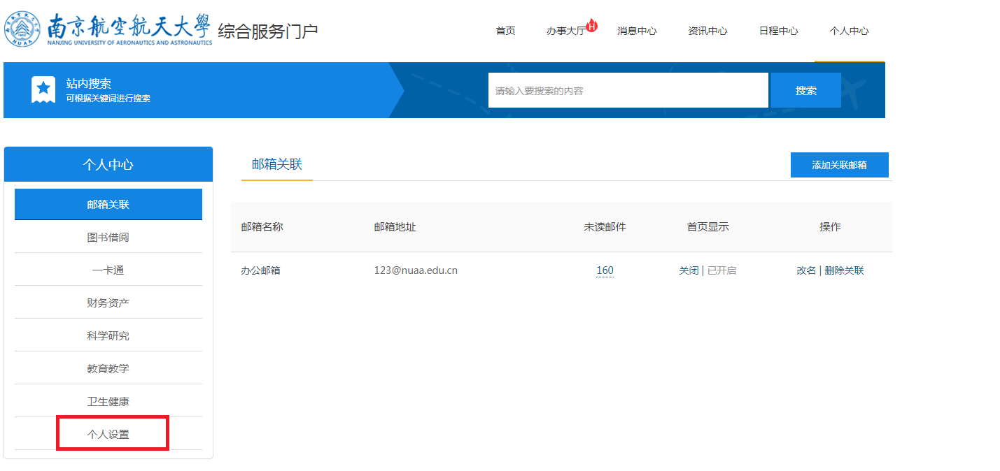 南京航空航天大學
NANJING UNIVERSITY OF AERONAUTICS AND ASTRONAUTICS
NUAA
综合服务门户
首页 办事大厅 H 消息中心 资讯中心 日程中心 个人中心
站内搜索
可根据关键词进行搜索
请输入要搜索的内容 搜索
个人中心
邮箱关联
图书借阅
一卡通
财务资产
科学研究
教育教学
卫生健康
个人设置
邮箱关联 添加关联邮箱
邮箱名称 邮箱地址 未读邮件 首页显示 操作
办公邮箱 123@nuaa.edu.cn 160 关闭 | 已开启 改名 | 删除关联